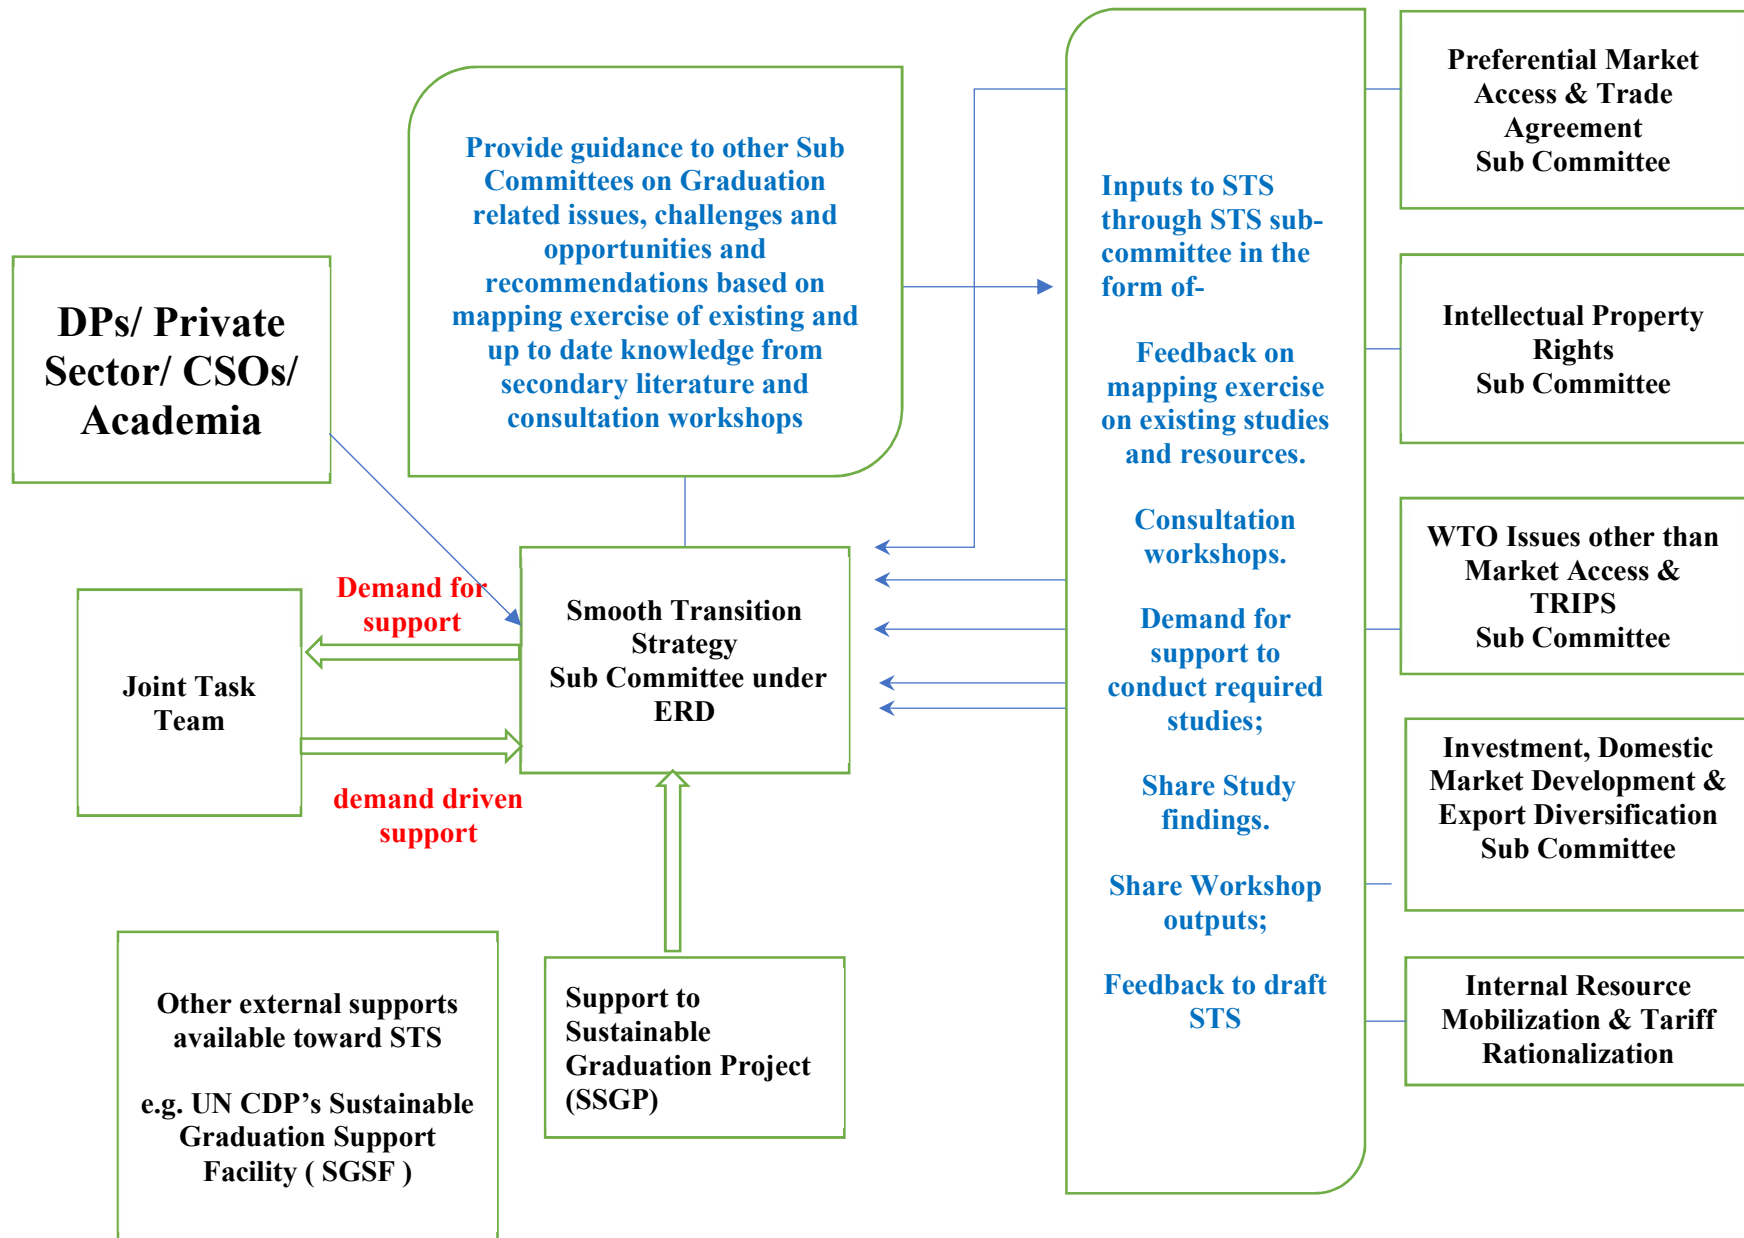 Provide guidance to other Sub
Committees on Graduation
related issues, challenges and
opportunities and
recommendations based on
mapping exercise of existing and
up to date knowledge from
secondary literature and
consultation workshops
DPs/ Private
Sector/ CSOs/
Academia
Demand for
support
Joint Task
Team
demand driven
support
Smooth Transition
Strategy
Sub Committee under
ERD
Other external supports
available toward STS
e.g. UN CDP’s Sustainable
Graduation Support
Facility ( SGSF )
Support to
Sustainable
Graduation Project
(SSGP)
Inputs to STS
through STS sub-
committee in the
form of-
Feedback on
mapping exercise
on existing studies
and resources.
Consultation
workshops.
Demand for
support to
conduct required
studies;
Share Study
findings.
Share Workshop
outputs;
Feedback to draft
STS
Preferential Market
Access & Trade
Agreement
Sub Committee
Intellectual Property
Rights
Sub Committee
WTO Issues other than
Market Access &
TRIPS
Sub Committee
Investment, Domestic
Market Development &
Export Diversification
Sub Committee
Internal Resource
Mobilization & Tariff
Rationalization